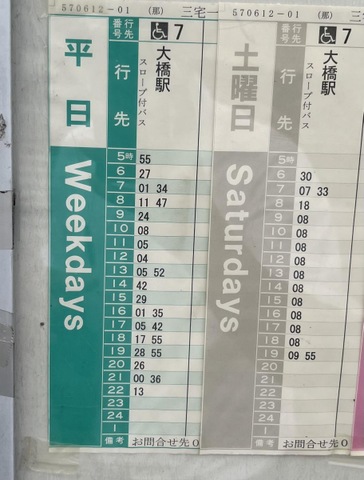 570612-01 (那) 三宅一
番号 行先 7
平日
行先
大橋駅
スロープ付バス
Weekdays
5時 55
6 27
7 01 34
8 11 47
9 24
10 08
11 05
12 04
13 05 52
14 42
15 29
16 01 35
17 05 42
18 17 55
19 28 55
20 26
21 00 36
22 13
23
24
1
備考 お問合せ先
570612-01 (那)
番号 行先 7
土曜日
行先
大橋駅
スロープ付バス
Saturdays
5時
6 30
7 07 33
8 18
9 08
10 08
11 08
12 08
13 08
14 08
15 08
16 08
17 08
18 08
19 09 55
20
21
22
23
24
1
備考 お問合せ先